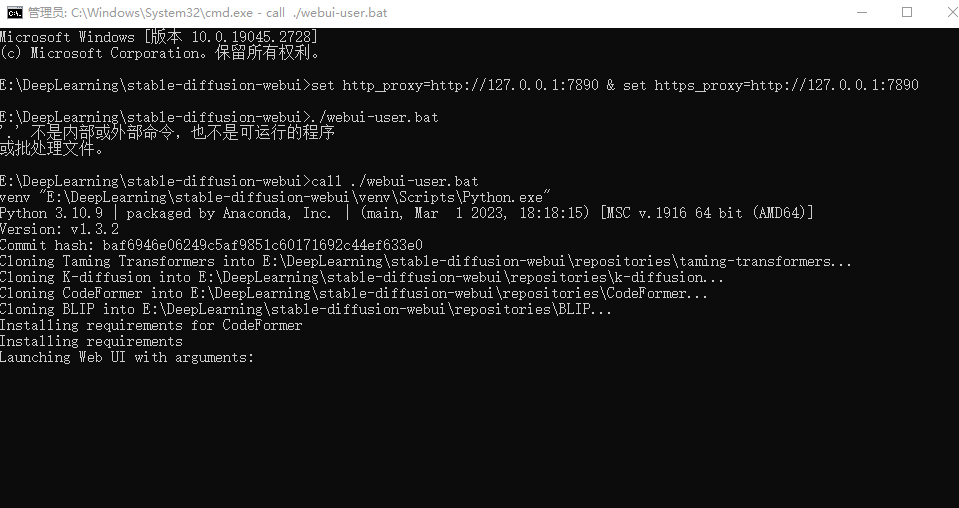 管理员: C:\Windows\System32\cmd.exe - call ./webui-user.bat
Microsoft Windows [版本 10.0.19045.2728]
(c) Microsoft Corporation。保留所有权利。
E:\DeepLearning\stable-diffusion-webui>set http_proxy=http://127.0.0.1:7890 & set https_proxy=http://127.0.0.1:7890
E:\DeepLearning\stable-diffusion-webui>./webui-user.bat
'.' 不是内部或外部命令，也不是可运行的程序
或批处理文件。
E:\DeepLearning\stable-diffusion-webui>call ./webui-user.bat
venv "E:\DeepLearning\stable-diffusion-webui\venv\Scripts\Python.exe"
Python 3.10.9 | packaged by Anaconda, Inc. | (main, Mar  1 2023, 18:18:15) [MSC v.1916 64 bit (AMD64)]
Version: v1.3.2
Commit hash: baf6946e06249c5af9851c60171692c44ef633e0
Cloning Taming Transformers into E:\DeepLearning\stable-diffusion-webui\repositories\taming-transformers...
Cloning K-diffusion into E:\DeepLearning\stable-diffusion-webui\repositories\k-diffusion...
Cloning CodeFormer into E:\DeepLearning\stable-diffusion-webui\repositories\CodeFormer...
Cloning BLIP into E:\DeepLearning\stable-diffusion-webui\repositories\BLIP...
Installing requirements for CodeFormer
Installing requirements
Launching Web UI with arguments: